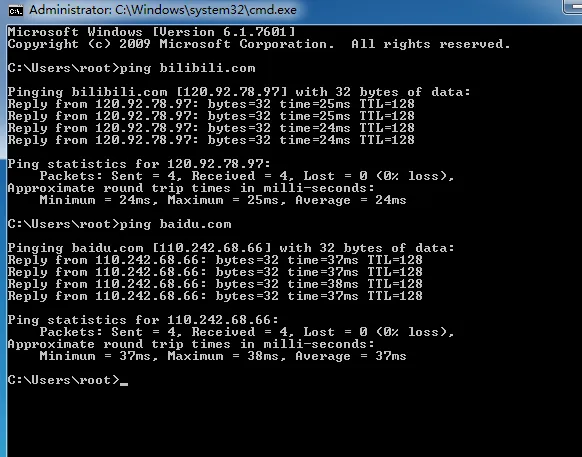 Administrator: C:\Windows\system32\cmd.exe
Microsoft Windows [Version 6.1.7601]
Copyright (c) 2009 Microsoft Corporation.  All rights reserved.
C:\Users\root>ping bilibili.com
Pinging bilibili.com [120.92.78.97] with 32 bytes of data:
Reply from 120.92.78.97: bytes=32 time=25ms TTL=128
Reply from 120.92.78.97: bytes=32 time=25ms TTL=128
Reply from 120.92.78.97: bytes=32 time=24ms TTL=128
Reply from 120.92.78.97: bytes=32 time=24ms TTL=128
Ping statistics for 120.92.78.97:
    Packets: Sent = 4, Received = 4, Lost = 0 (0% loss),
Approximate round trip times in milli-seconds:
    Minimum = 24ms, Maximum = 25ms, Average = 24ms
C:\Users\root>ping baidu.com
Pinging baidu.com [110.242.68.66] with 32 bytes of data:
Reply from 110.242.68.66: bytes=32 time=37ms TTL=128
Reply from 110.242.68.66: bytes=32 time=37ms TTL=128
Reply from 110.242.68.66: bytes=32 time=38ms TTL=128
Reply from 110.242.68.66: bytes=32 time=37ms TTL=128
Ping statistics for 110.242.68.66:
    Packets: Sent = 4, Received = 4, Lost = 0 (0% loss),
Approximate round trip times in milli-seconds:
    Minimum = 37ms, Maximum = 38ms, Average = 37ms
C:\Users\root>_